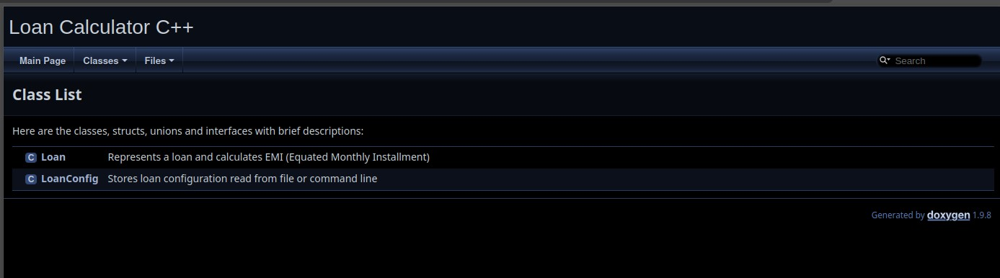 Loan Calculator C++
Main Page Classes Files Search
Class List
Here are the classes, structs, unions and interfaces with brief descriptions:
C Loan Represents a loan and calculates EMI (Equated Monthly Installment)
C LoanConfig Stores loan configuration read from file or command line
Generated by doxygen 1.9.8